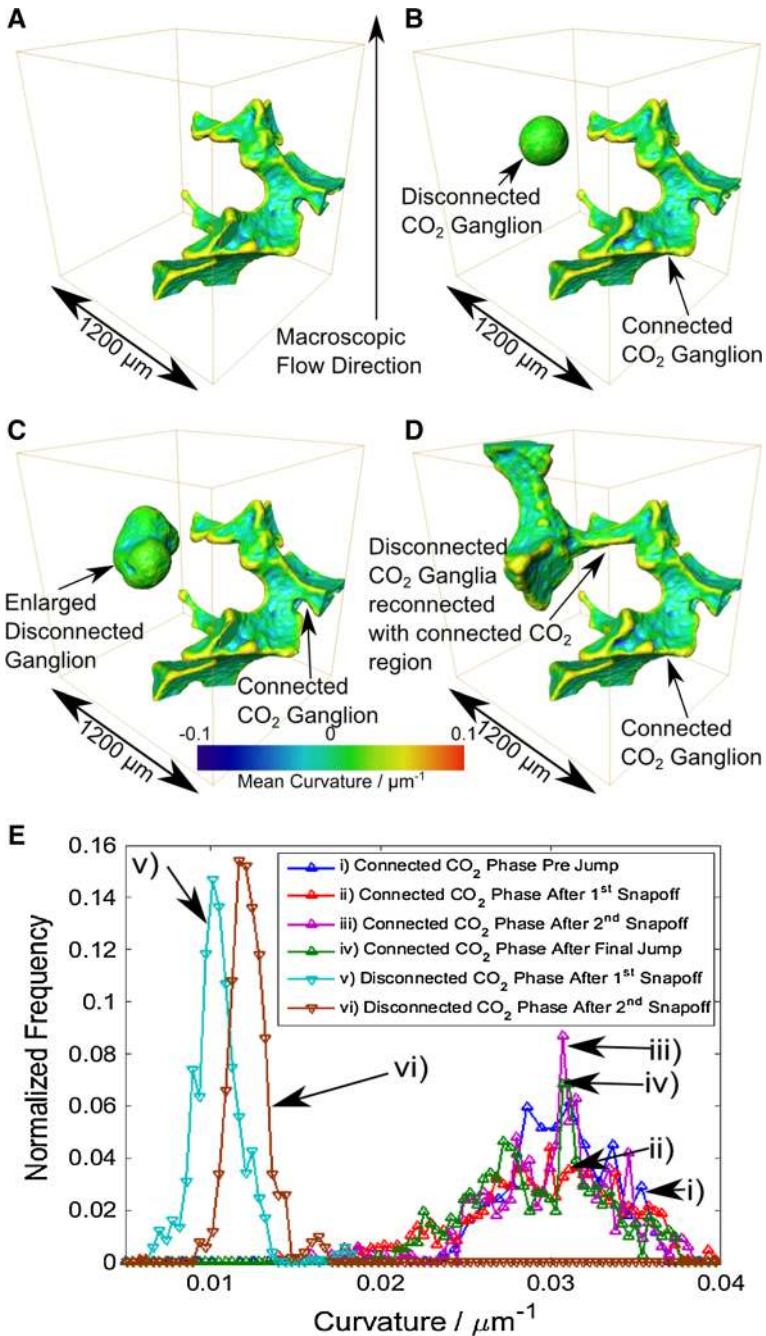 A
1200 µm
Macroscopic
Flow Direction
B
Disconnected
CO₂ Ganglion
Connected
CO₂ Ganglion
1200 µm
C
Enlarged
Disconnected
Ganglion
Connected
CO₂ Ganglion
1200 µm
-0.1 0 0.1
Mean Curvature / µm⁻¹
D
Disconnected
CO₂ Ganglia
reconnected
with connected CO₂
region
Connected
CO₂ Ganglion
1200 µm
E
Normalized Frequency
0.16
0.14
0.12
0.1
0.08
0.06
0.04
0.02
0
i) Connected CO₂ Phase Pre Jump
ii) Connected CO₂ Phase After 1ˢᵗ Snapoff
iii) Connected CO₂ Phase After 2ⁿᵈ Snapoff
iv) Connected CO₂ Phase After Final Jump
v) Disconnected CO₂ Phase After 1ˢᵗ Snapoff
vi) Disconnected CO₂ Phase After 2ⁿᵈ Snapoff
v)
vi)
iii)
iv)
ii)
i)
0.01 0.02 0.03 0.04
Curvature / µm⁻¹